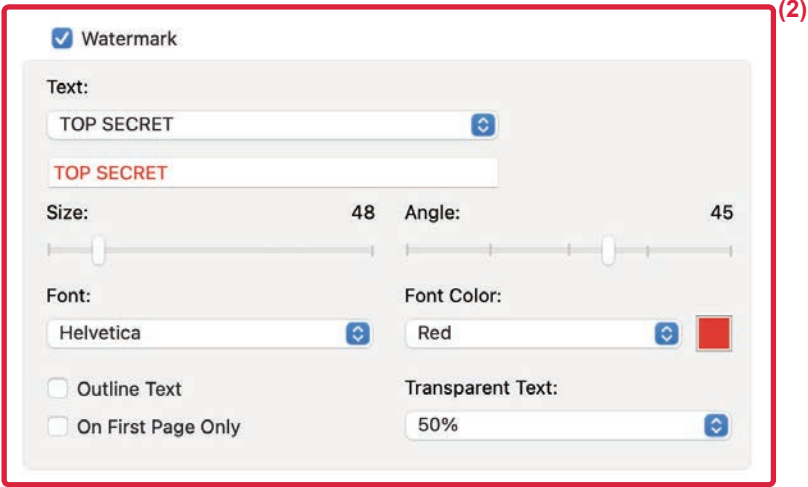 (2)
Watermark
Text:
TOP SECRET
TOP SECRET
Size: 48 Angle: 45
Font: Font Color:
Helvetica Red
Outline Text Transparent Text:
On First Page Only 50%